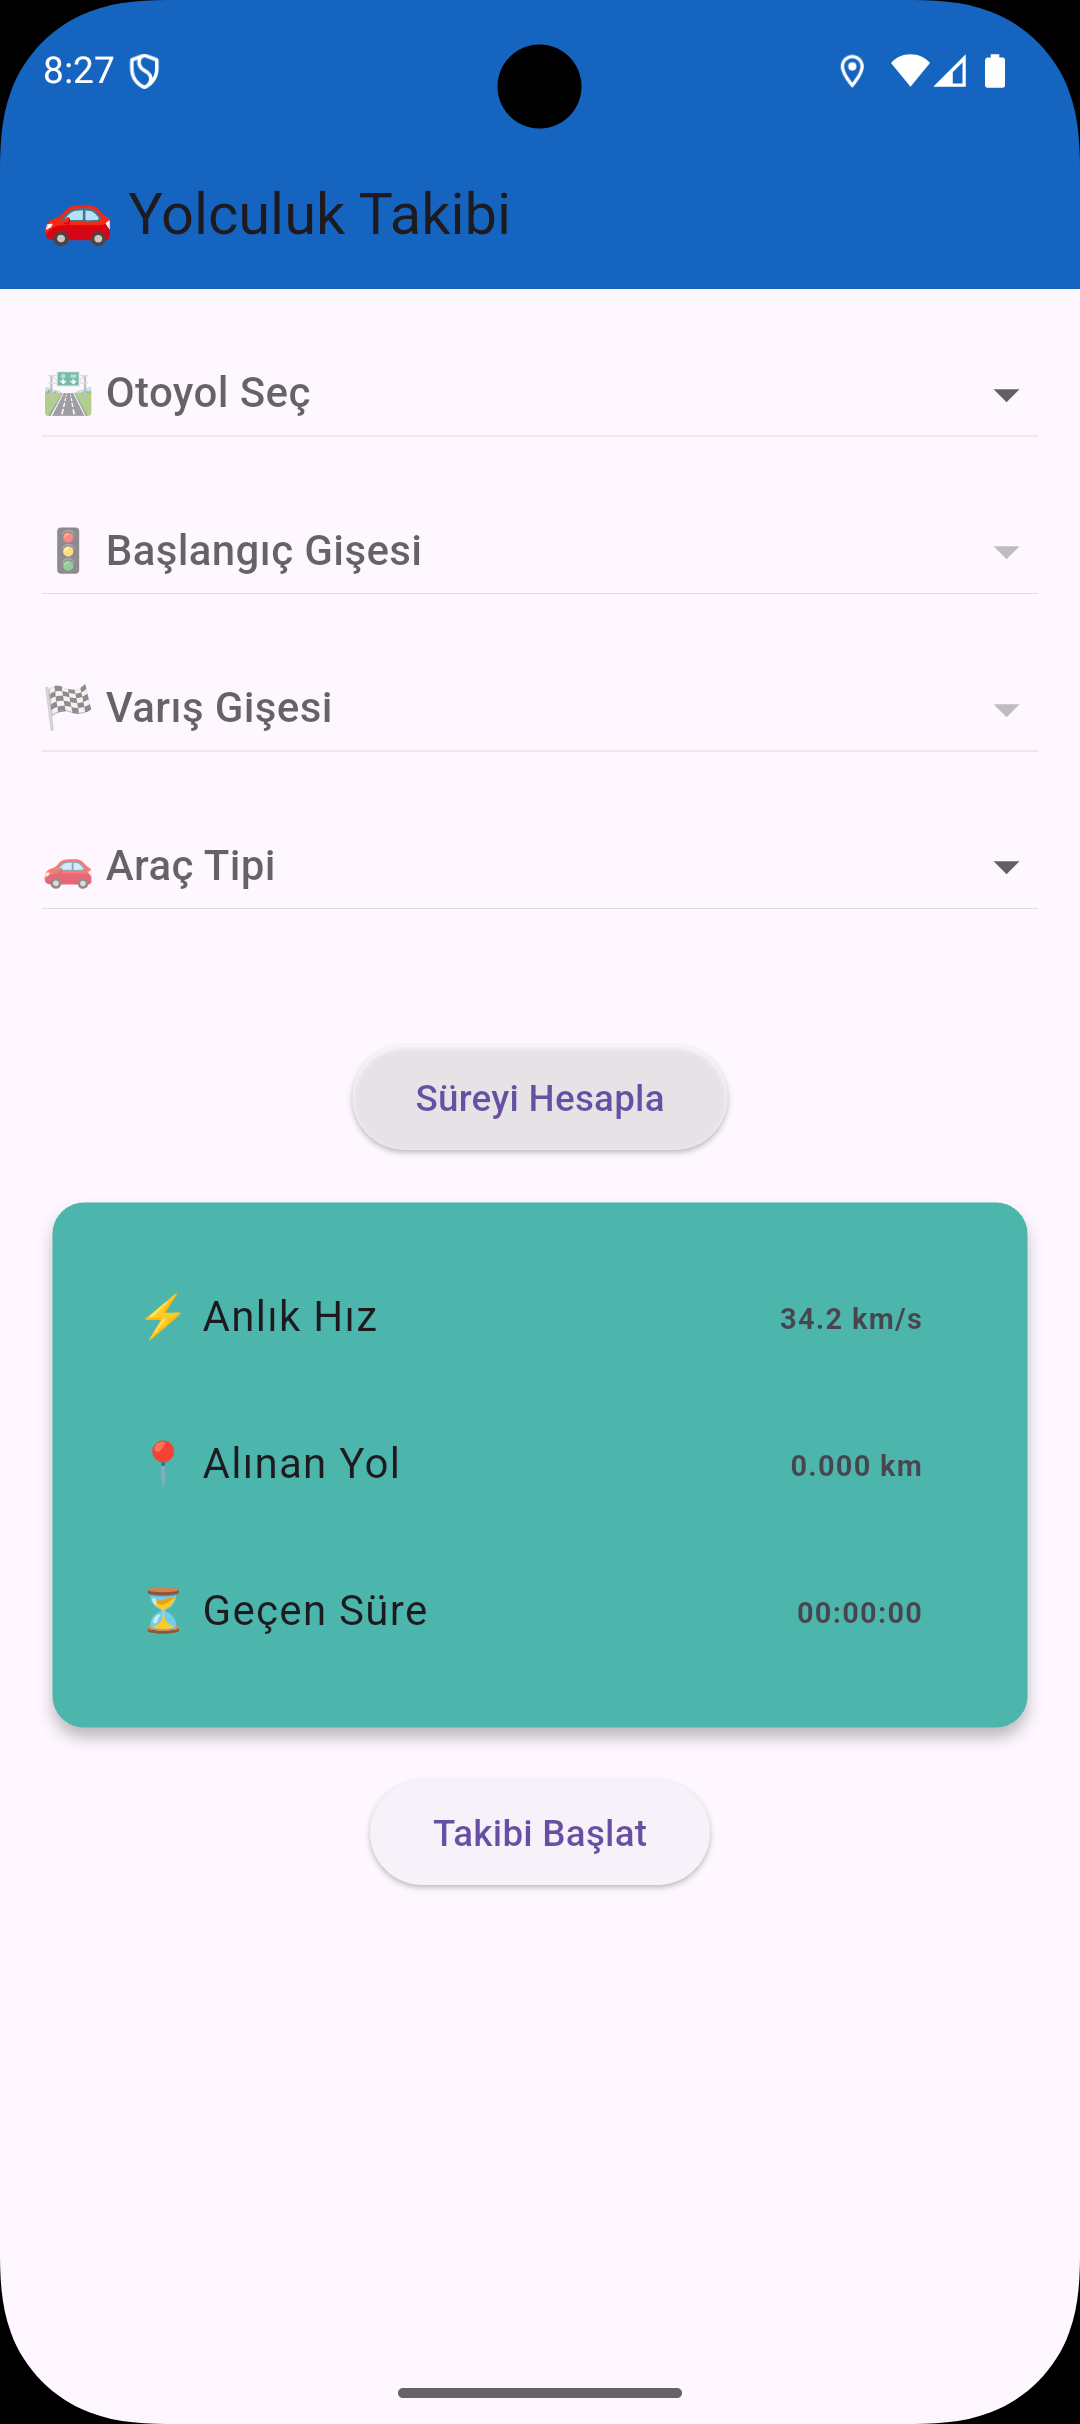 8:27
🚗 Yolculuk Takibi
🛣️ Otoyol Seç
🚦 Başlangıç Gişesi
🏁 Varış Gişesi
🚗 Araç Tipi
Süreyi Hesapla
⚡ Anlık Hız 34.2 km/s
📍 Alınan Yol 0.000 km
⏳ Geçen Süre 00:00:00
Takibi Başlat